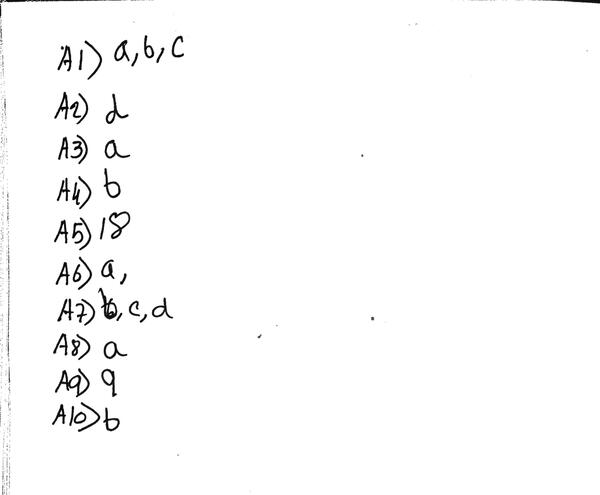 A1) a, b, c
A2) d
A3) a
A4) b
A5) 18
A6) a,
A7) b, c, d
A8) a
A9) 9
A10) b